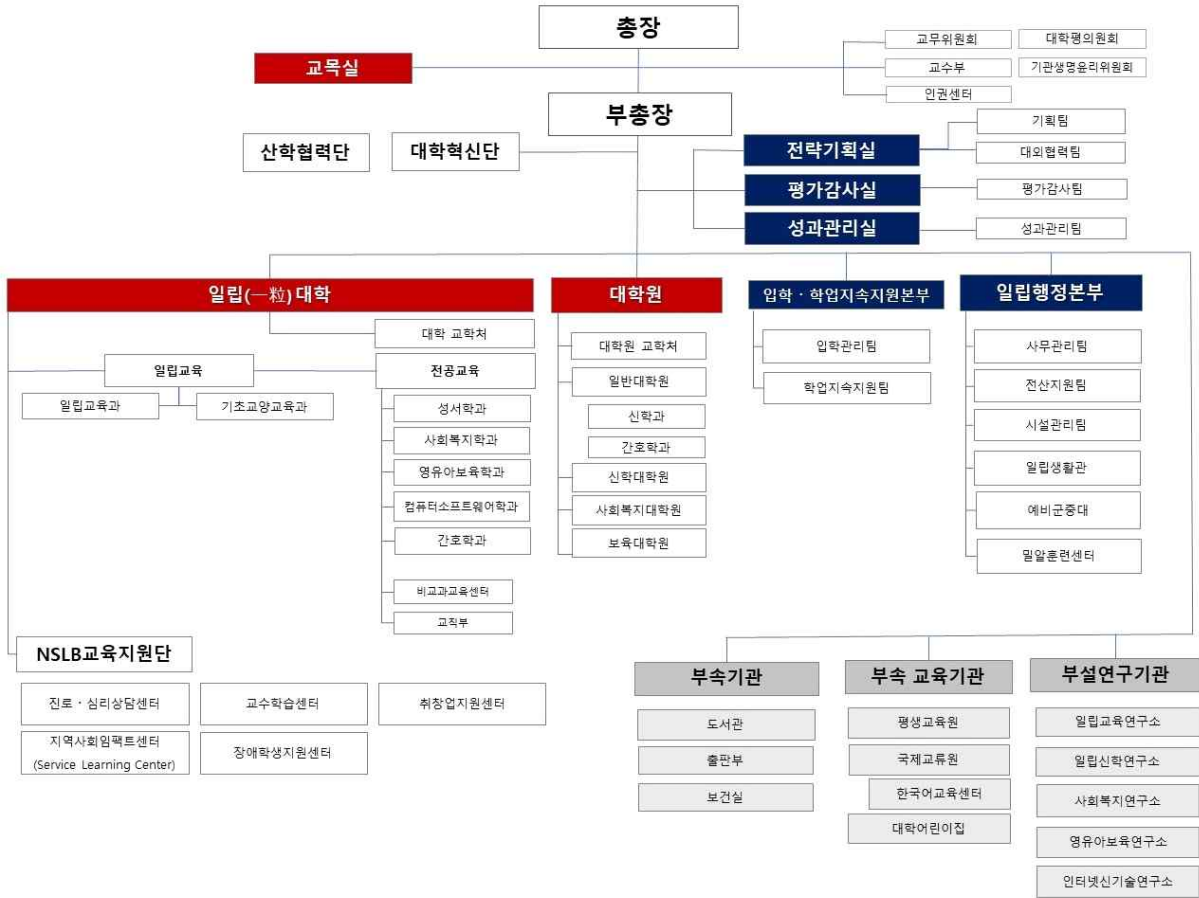 총장
교목실
교무위원회
대학평의원회
교수부
기관생명윤리위원회
인권센터
부총장
산학협력단
대학혁신단
전략기획실
기획팀
대외협력팀
평가감사실
평가감사팀
성과관리실
성과관리팀
일립(一粒)대학
대학원
입학 · 학업지속지원본부
일립행정본부
대학 교학처
일립교육
전공교육
일립교육과
기초교양교육과
성서학과
사회복지학과
영유아보육학과
컴퓨터소프트웨어학과
간호학과
비교과교육센터
교직부
대학원 교학처
일반대학원
신학과
간호학과
신학대학원
사회복지대학원
보육대학원
입학관리팀
학업지속지원팀
사무관리팀
전산지원팀
시설관리팀
일립생활관
예비군중대
밀알훈련센터
NSLB교육지원단
진로 · 심리상담센터
교수학습센터
취창업지원센터
지역사회임팩트센터
(Service Learning Center)
장애학생지원센터
부속기관
도서관
출판부
보건실
부속 교육기관
평생교육원
국제교류원
한국어교육센터
대학어린이집
부설연구기관
일립교육연구소
일립신학연구소
사회복지연구소
영유아보육연구소
인터넷신기술연구소